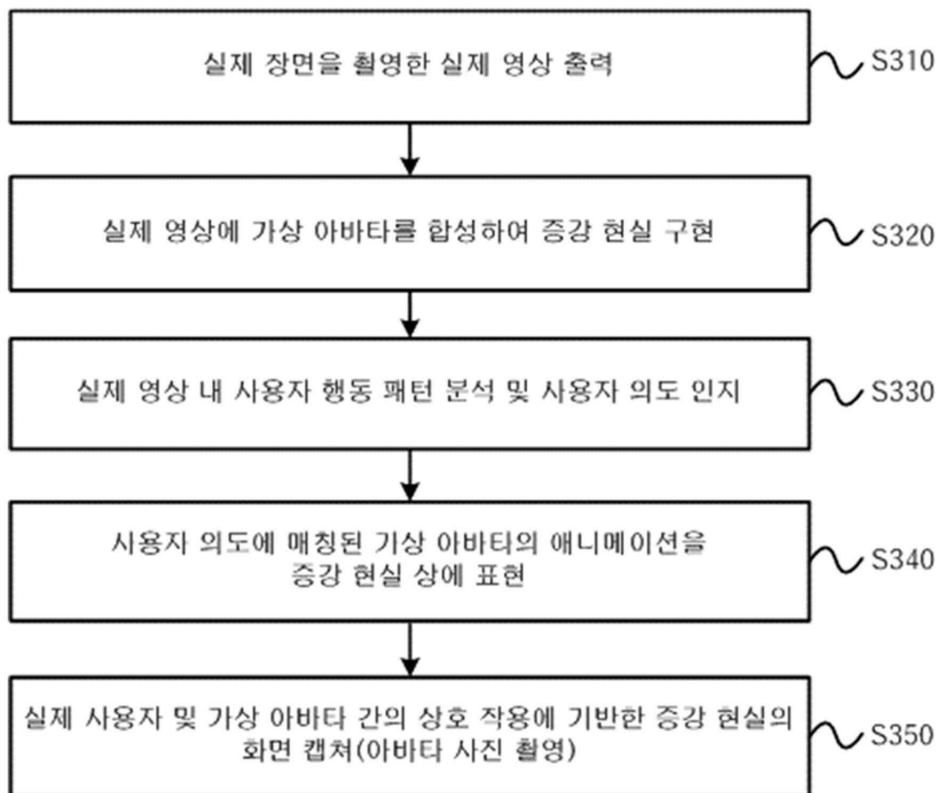 실제 장면을 촬영한 실제 영상 출력
S310
실제 영상에 가상 아바타를 합성하여 증강 현실 구현
S320
실제 영상 내 사용자 행동 패턴 분석 및 사용자 의도 인지
S330
사용자 의도에 매칭된 가상 아바타의 애니메이션을
증강 현실 상에 표현
S340
실제 사용자 및 가상 아바타 간의 상호 작용에 기반한 증강 현실의
화면 캡쳐(아바타 사진 촬영)
S350